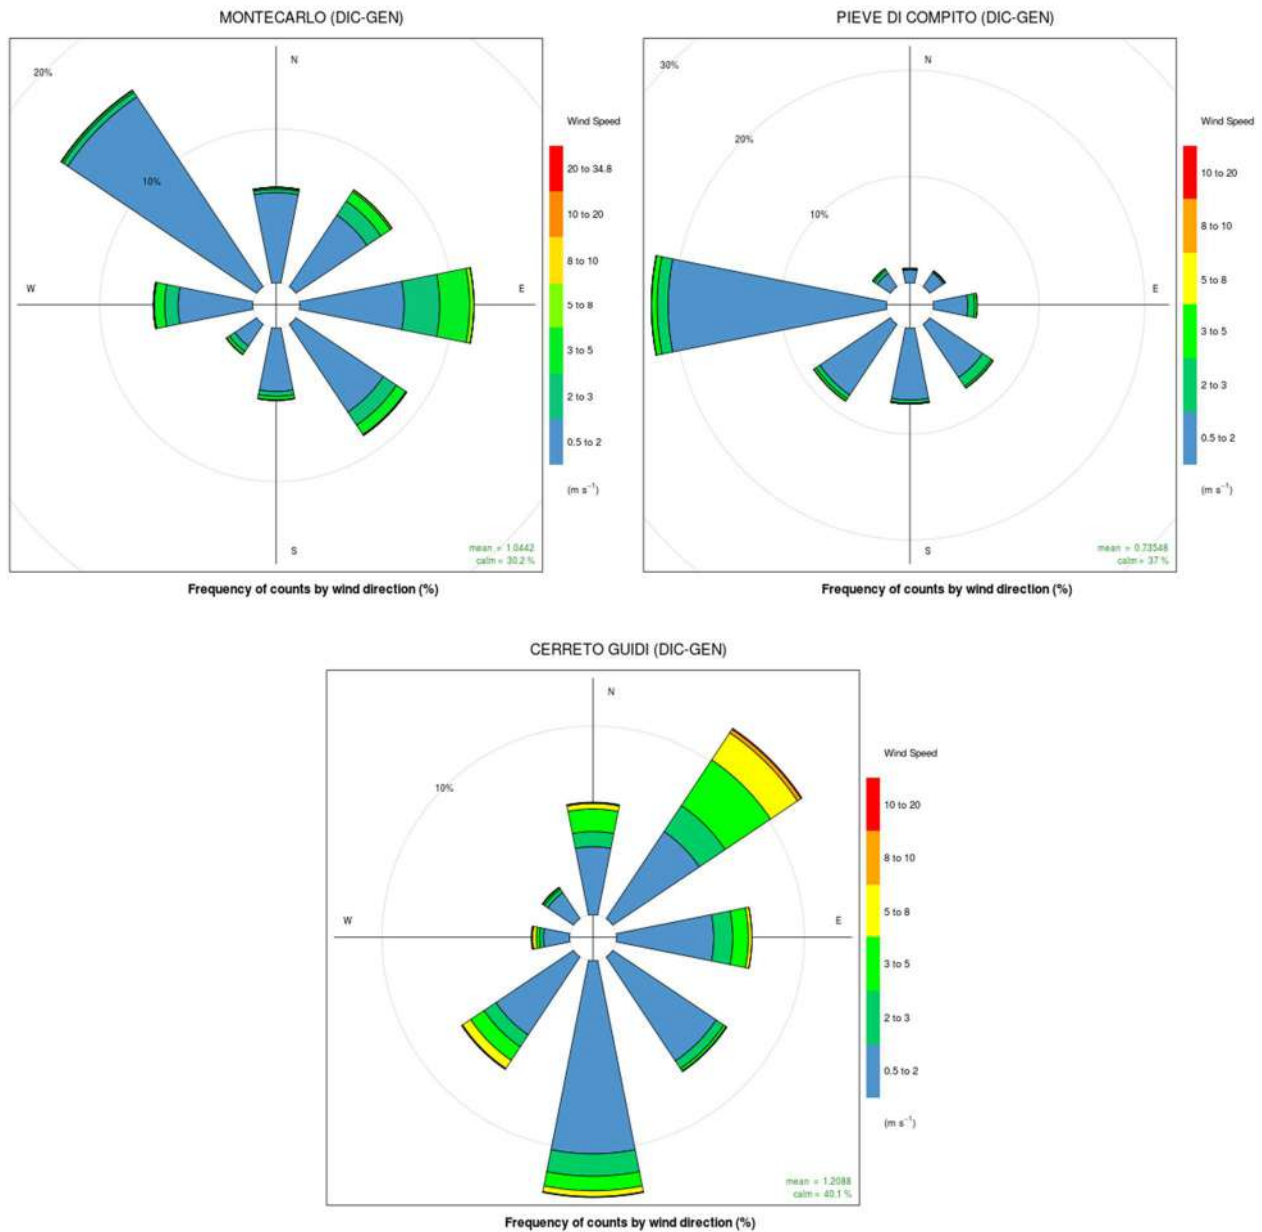 MONTECARLO (DIC-GEN)
20%
10%
N
W
E
S
Wind Speed
20 to 34.8
10 to 20
8 to 10
5 to 8
3 to 5
2 to 3
0.5 to 2
(m s⁻¹)
mean = 1.0442
calm = 30.2 %
Frequency of counts by wind direction (%)
PIEVE DI COMPITO (DIC-GEN)
30%
20%
10%
N
E
S
Wind Speed
10 to 20
8 to 10
5 to 8
3 to 5
2 to 3
0.5 to 2
(m s⁻¹)
mean = 0.73548
calm = 37 %
Frequency of counts by wind direction (%)
CERRETO GUIDI (DIC-GEN)
10%
N
W
E
Wind Speed
10 to 20
8 to 10
5 to 8
3 to 5
2 to 3
0.5 to 2
(m s⁻¹)
mean = 1.2088
calm = 40.1 %
Frequency of counts by wind direction (%)